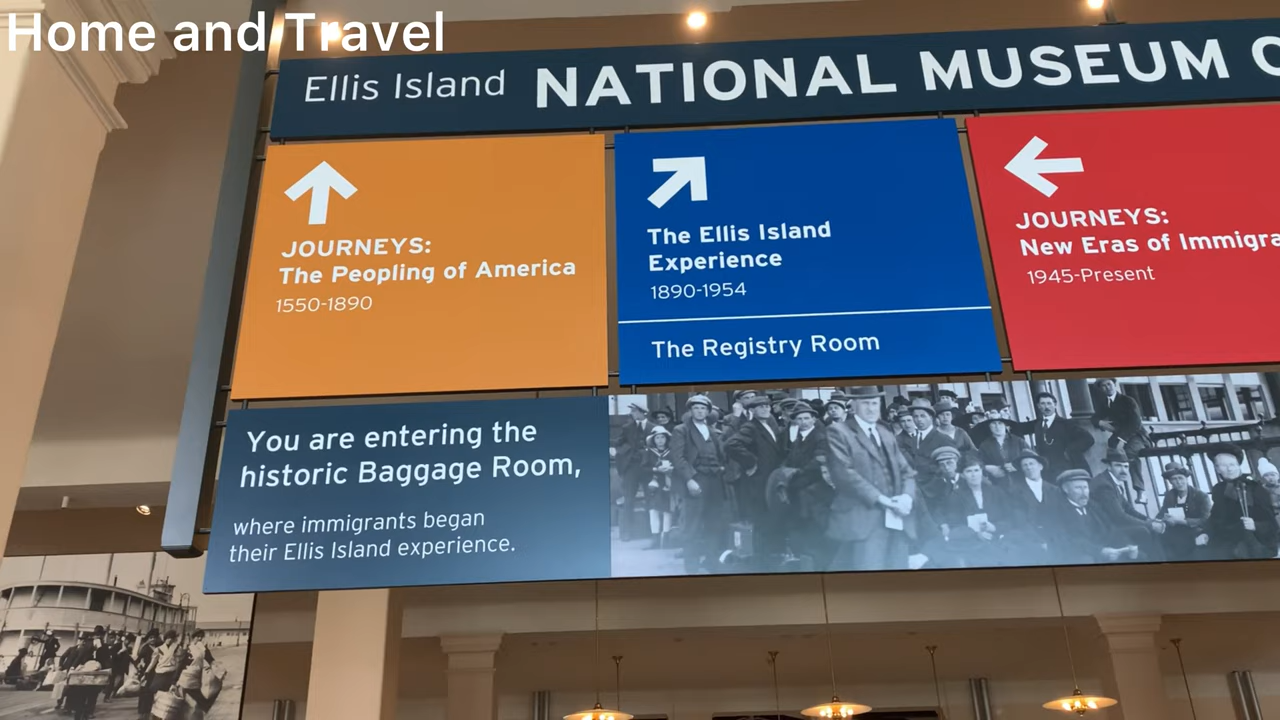 Home and Travel
Ellis Island NATIONAL MUSEUM
JOURNEYS:
The Peopling of America
1550-1890
The Ellis Island
Experience
1890-1954
The Registry Room
JOURNEYS:
New Eras of Immigra
1945-Present
You are entering the
historic Baggage Room,
where immigrants began
their Ellis Island experience.